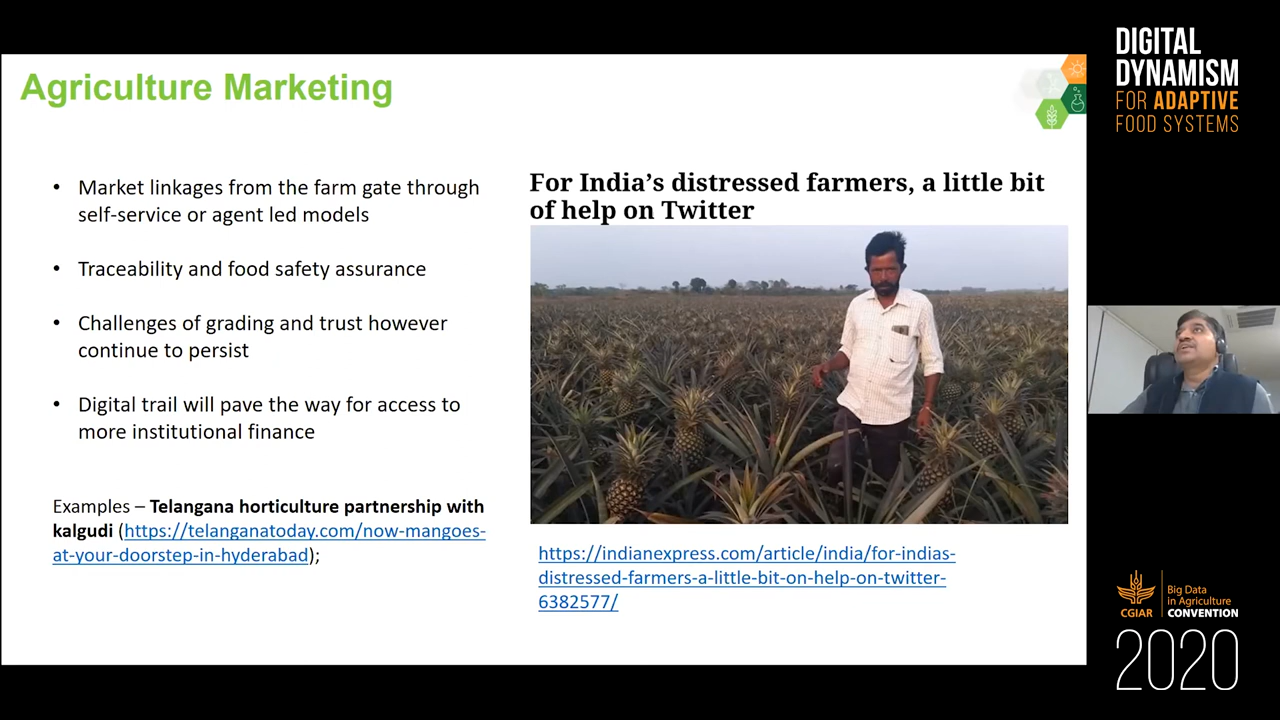 Agriculture Marketing
• Market linkages from the farm gate through
self-service or agent led models
• Traceability and food safety assurance
• Challenges of grading and trust however
continue to persist
• Digital trail will pave the way for access to
more institutional finance
Examples – Telangana horticulture partnership with
kalgudi (https://telanganatoday.com/now-mangoes-
at-your-doorstep-in-hyderabad);
For India's distressed farmers, a little bit
of help on Twitter
https://indianexpress.com/article/india/for-indias-
distressed-farmers-a-little-bit-on-help-on-twitter-
6382577/
DIGITAL
DYNAMISM
FOR ADAPTIVE
FOOD SYSTEMS
CGIAR
Big Data
in Agriculture
CONVENTION
2020